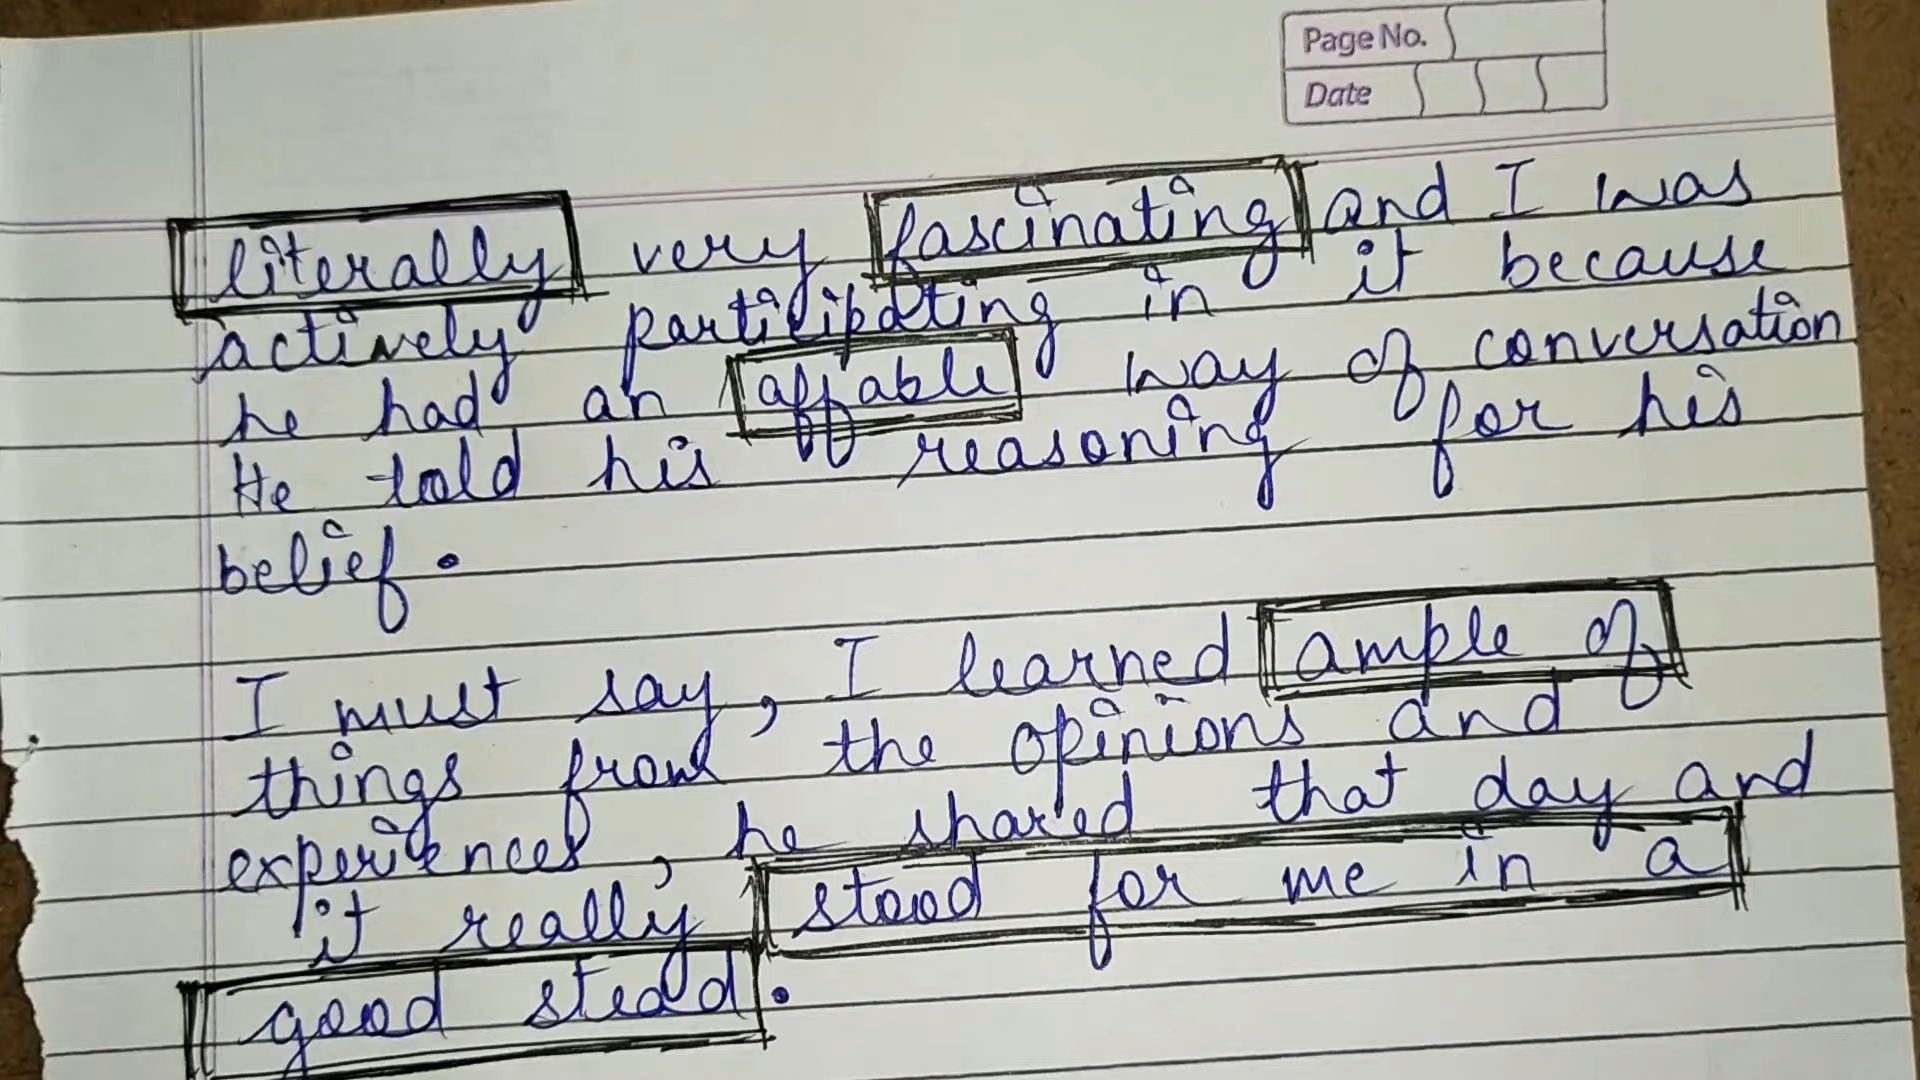 Page No.
Date
literally very fascinating and I was
actively participating in it because
he had an affable way of conversation
He told his reasoning for his
belief.
I must say, I learned ample of
things from the opinions and
experiences, he shared that day and
it really stood for me in a
good stead.